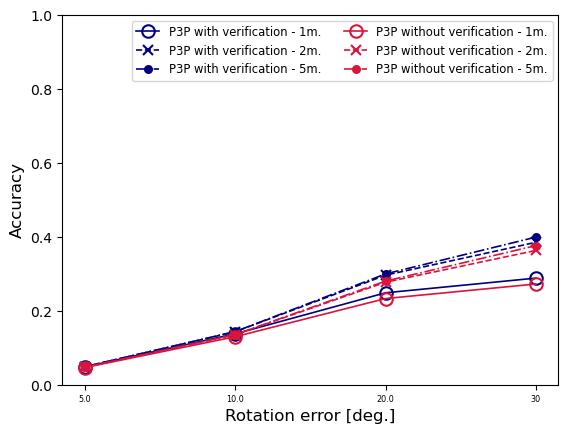 P3P with verification - 1m.
P3P with verification - 2m.
P3P with verification - 5m.
P3P without verification - 1m.
P3P without verification - 2m.
P3P without verification - 5m.
1.0
0.8
0.6
0.4
0.2
0.0
Accuracy
5.0 10.0 20.0 30
Rotation error [deg.]